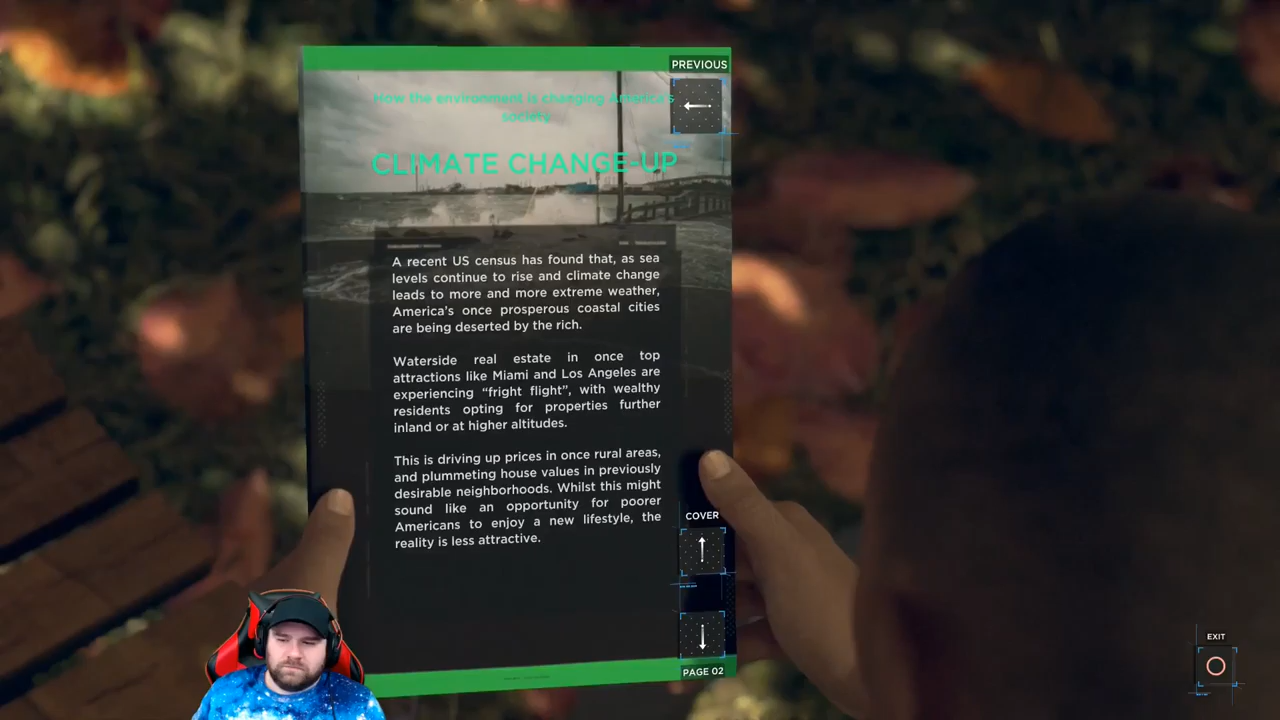 PREVIOUS
How the environment is changing America's
society
CLIMATE CHANGE-UP
A recent US census has found that, as sea
levels continue to rise and climate change
leads to more and more extreme weather,
America's once prosperous coastal cities
are being deserted by the rich.
Waterside real estate in once top
attractions like Miami and Los Angeles are
experiencing “fright flight”, with wealthy
residents opting for properties further
inland or at higher altitudes.
This is driving up prices in once rural areas,
and plummeting house values in previously
desirable neighborhoods. Whilst this might
sound like an opportunity for poorer
Americans to enjoy a new lifestyle, the
reality is less attractive.
COVER
PAGE 02
EXIT